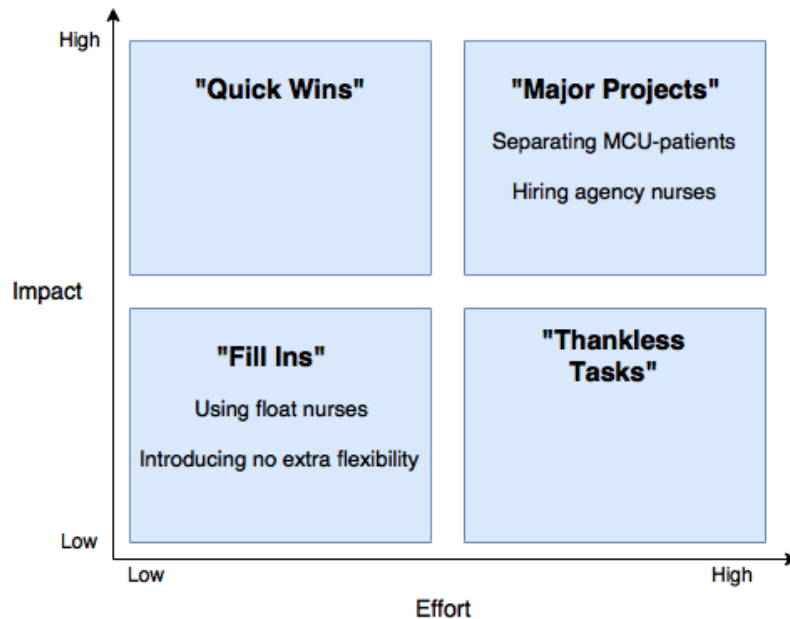 High
"Quick Wins"
"Major Projects"
Separating MCU-patients
Hiring agency nurses
Impact
"Fill Ins"
Using float nurses
Introducing no extra flexibility
"Thankless
Tasks"
Low
Low
High
Effort